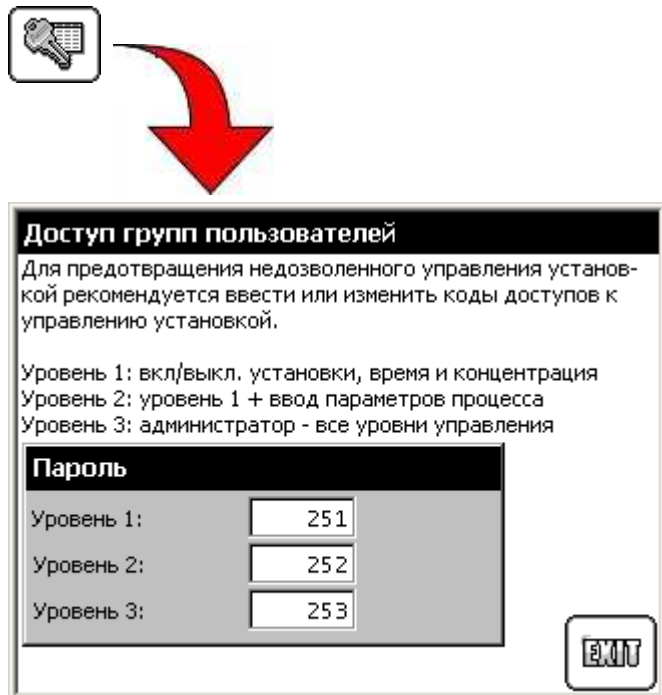 Доступ групп пользователей
Для предотвращения недозволенного управления установ-
кой рекомендуется ввести или изменить коды доступов к
управлению установкой.
Уровень 1: вкл/выкл. установки, время и концентрация
Уровень 2: уровень 1 + ввод параметров процесса
Уровень 3: администратор - все уровни управления
Пароль
Уровень 1: 251
Уровень 2: 252
Уровень 3: 253
EXIT